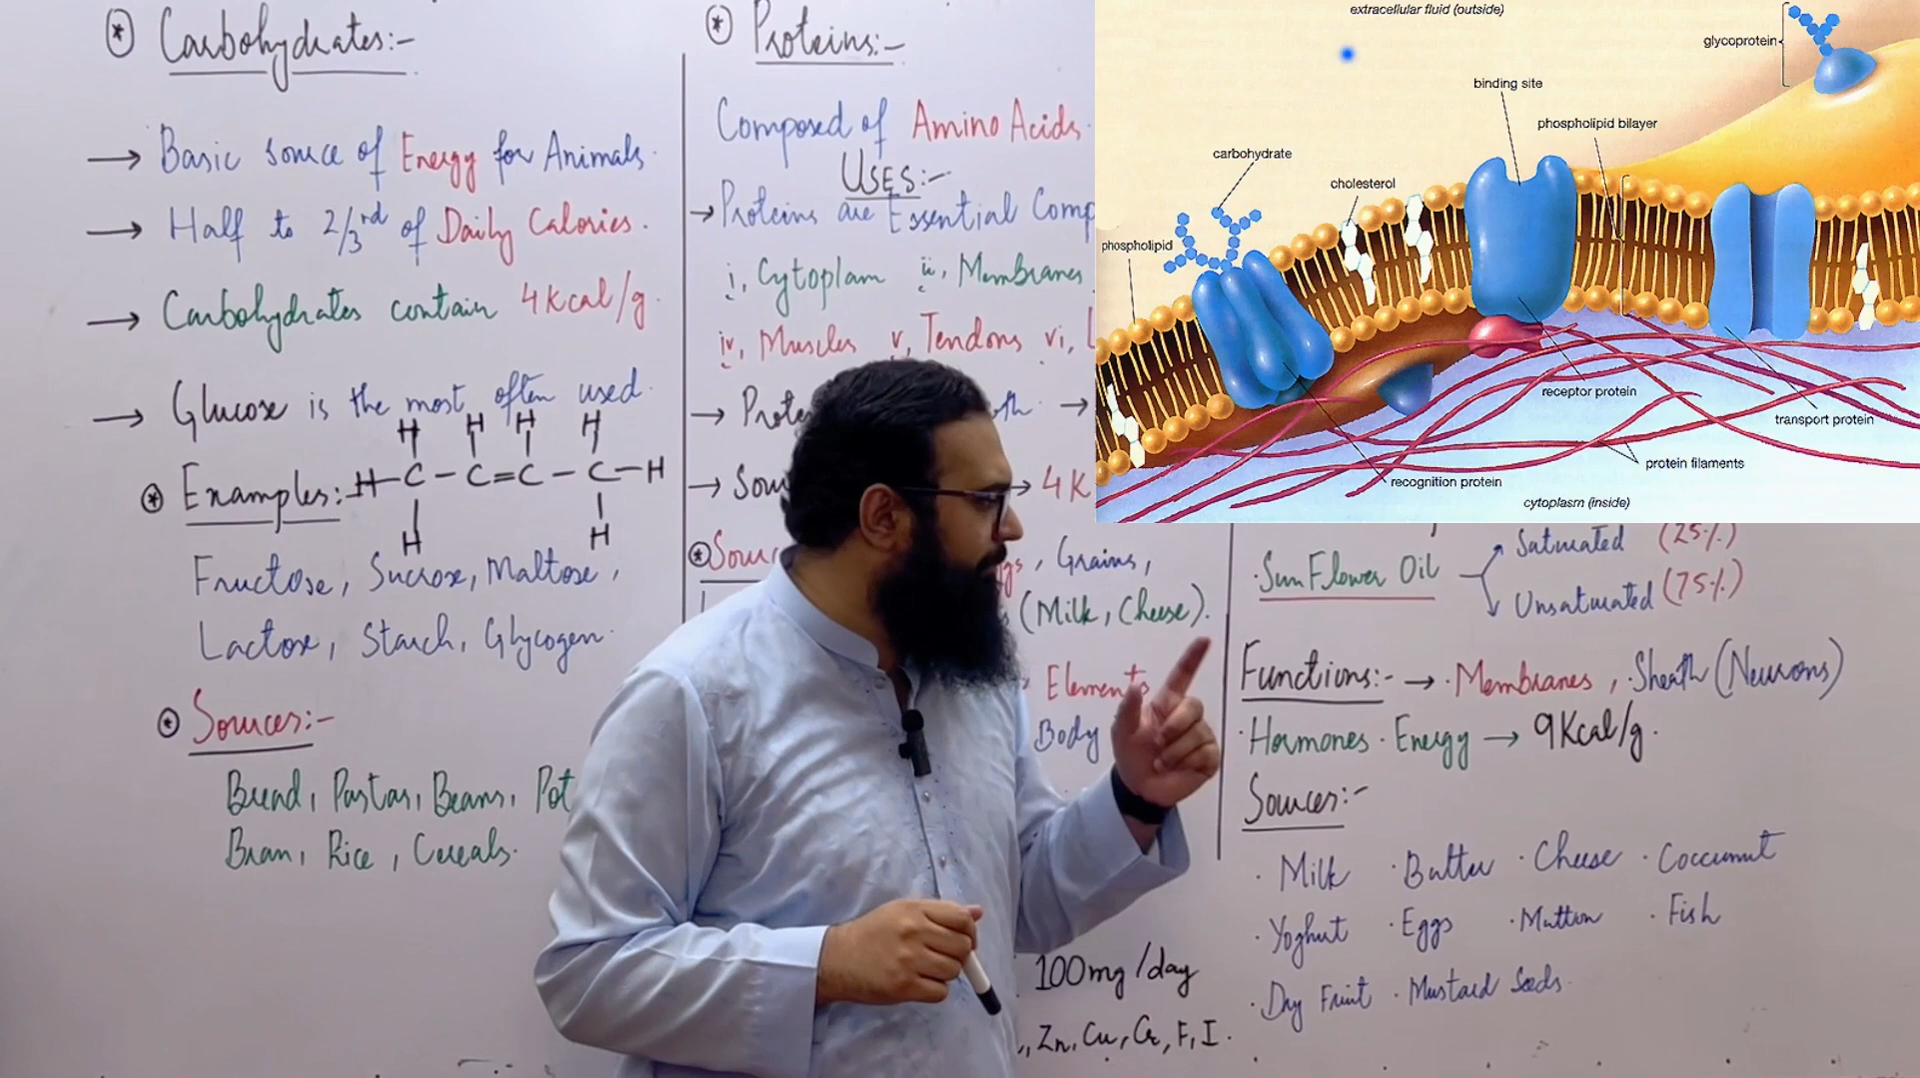 ⊛ Carbohydrates:-
→ Basic source of Energy for Animals.
→ Half to 2/3rd of Daily Calories.
→ Carbohydrates contain 4Kcal/g.
→ Glucose is the most often used.
H H H H
⊛ Examples: H-C-C=C-C-H
H H
Fructose, Sucrose, Maltose,
Lactose, Starch, Glycogen.
⊛ Sources:-
Bread, Pastas, Beans, Pot
Bran, Rice, Cereals.
⊛ Proteins:-
Composed of Amino Acids.
USES:-
→ Proteins are Essential Comp
i, Cytoplam ii, Membranes
iv, Muscles v, Tendons vi,
→ Prote → 
→ Sou → 4K
⊛ Sour , Grains,
(Milk, Cheese).
Elements
Body
100mg/day
, Zn, Cu, Cr, F, I.
extracellular fluid (outside)
glycoprotein
binding site
phospholipid bilayer
carbohydrate
cholesterol
phospholipid
receptor protein
transport protein
protein filaments
recognition protein
cytoplasm (inside)
Saturated (25%)
· SunFlower Oil
Unsaturated (75%)
Functions:- → · Membranes, · Sheath (Neurons)
· Hormones · Energy → 9Kcal/g.
Sources:-
· Milk · Butter · Cheese · Coccunut
· Yoghut · Eggs · Mutton · Fish
· Dry Fruit · Mustard Seeds.